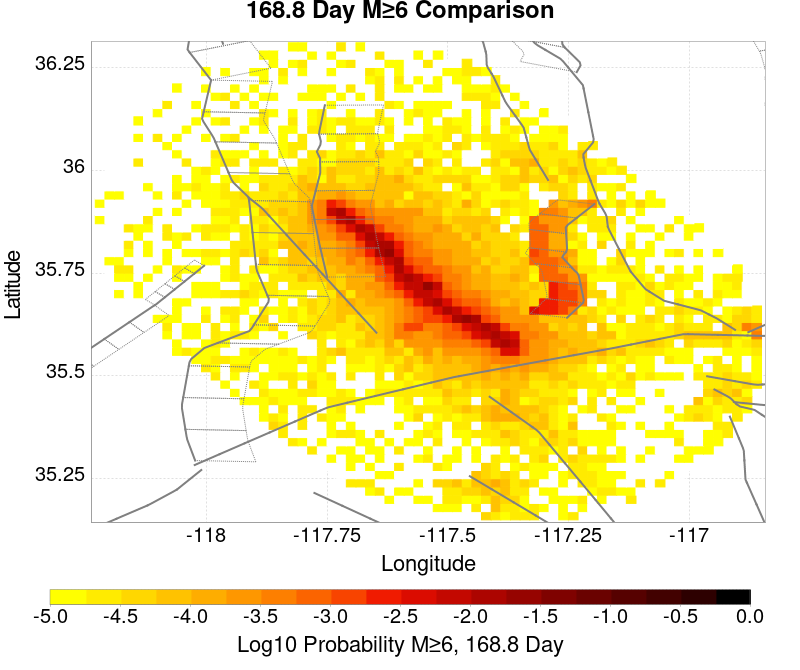 168.8 Day M≥6 Comparison
36.25
36
35.75
35.5
35.25
Latitude
-118 -117.75 -117.5 -117.25 -117
Longitude
-5.0 -4.5 -4.0 -3.5 -3.0 -2.5 -2.0 -1.5 -1.0 -0.5 0.0
Log10 Probability M≥6, 168.8 Day